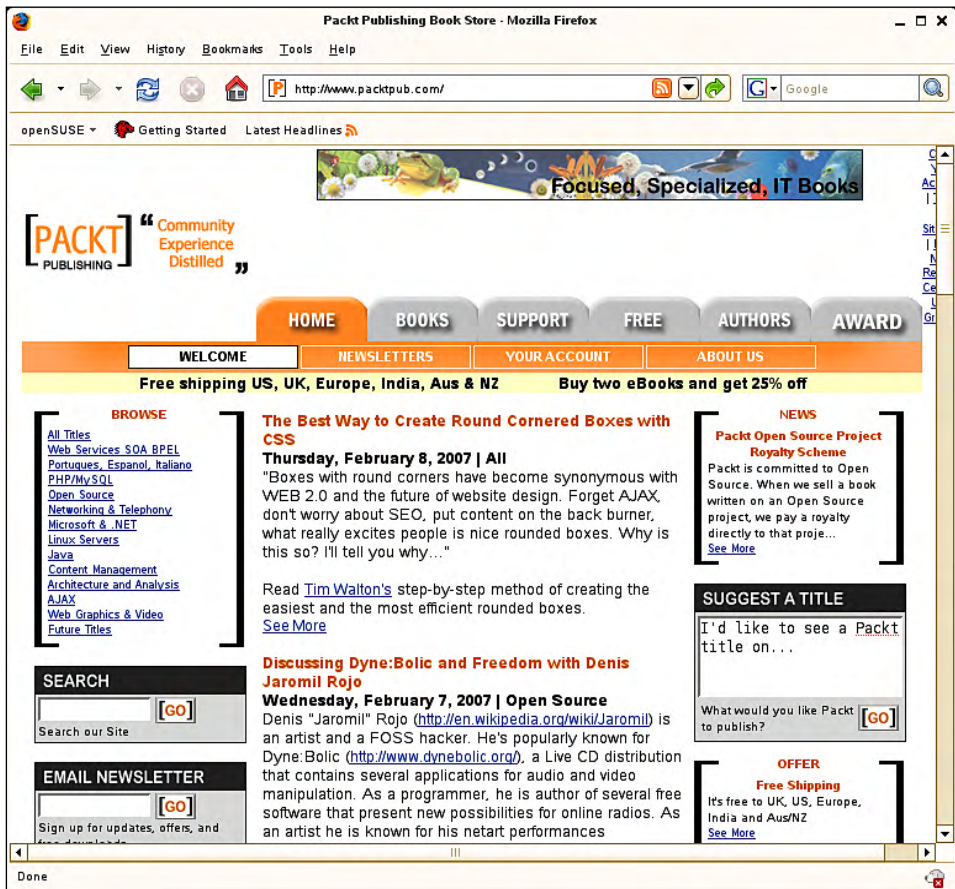 Packt Publishing Book Store - Mozilla Firefox
File Edit View History Bookmarks Tools Help
http://www.packtpub.com/
G
Google
openSUSE
Getting Started
Latest Headlines
Focused, Specialized, IT Books
[PACKT]
PUBLISHING
“ Community
Experience
Distilled ”
HOME BOOKS SUPPORT FREE AUTHORS AWARD
WELCOME NEWSLETTERS YOUR ACCOUNT ABOUT US
Free shipping US, UK, Europe, India, Aus & NZ Buy two eBooks and get 25% off
BROWSE
All Titles
Web Services SOA BPEL
Portugues, Espanol, Italiano
PHP/MySQL
Open Source
Networking & Telephony
Microsoft & .NET
Linux Servers
Java
Content Management
Architecture and Analysis
AJAX
Web Graphics & Video
Future Titles
SEARCH
[GO]
Search our Site
EMAIL NEWSLETTER
[GO]
Sign up for updates, offers, and
free downloads
The Best Way to Create Round Cornered Boxes with
CSS
Thursday, February 8, 2007 | All
"Boxes with round corners have become synonymous with
WEB 2.0 and the future of website design. Forget AJAX,
don't worry about SEO, put content on the back burner,
what really excites people is nice rounded boxes. Why is
this so? I'll tell you why..."
Read Tim Walton's step-by-step method of creating the
easiest and the most efficient rounded boxes.
See More
Discussing Dyne:Bolic and Freedom with Denis
Jaromil Rojo
Wednesday, February 7, 2007 | Open Source
Denis "Jaromil" Rojo (http://en.wikipedia.org/wiki/Jaromil) is
an artist and a FOSS hacker. He's popularly known for
Dyne:Bolic (http://www.dynebolic.org/), a Live CD distribution
that contains several applications for audio and video
manipulation. As a programmer, he is author of several free
software that present new possibilities for online radios. As
an artist he is known for his netart performances
NEWS
Packt Open Source Project
Royalty Scheme
Packt is committed to Open
Source. When we sell a book
written on an Open Source
project, we pay a royalty
directly to that proje...
See More
SUGGEST A TITLE
I'd like to see a Packt
title on...
What would you like Packt
to publish?
[GO]
OFFER
Free Shipping
It's free to UK, US, Europe,
India and Aus/NZ
See More
Done